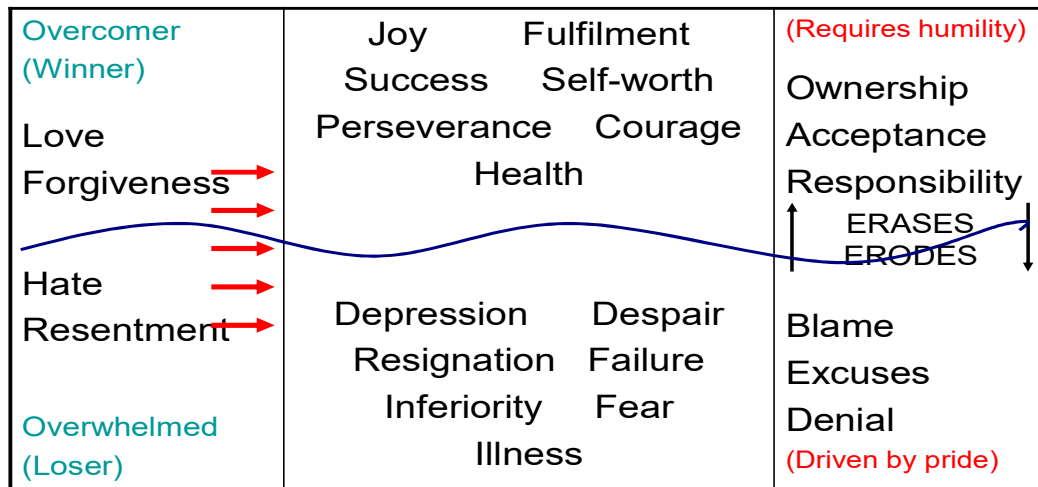 Overcomer
(Winner)
Love
Forgiveness
Hate
Resentment
Overwhelmed
(Loser)
Joy Fulfilment
Success Self-worth
Perseverance Courage
Health
Depression Despair
Resignation Failure
Inferiority Fear
Illness
(Requires humility)
Ownership
Acceptance
Responsibility
ERASES
ERODES
Blame
Excuses
Denial
(Driven by pride)